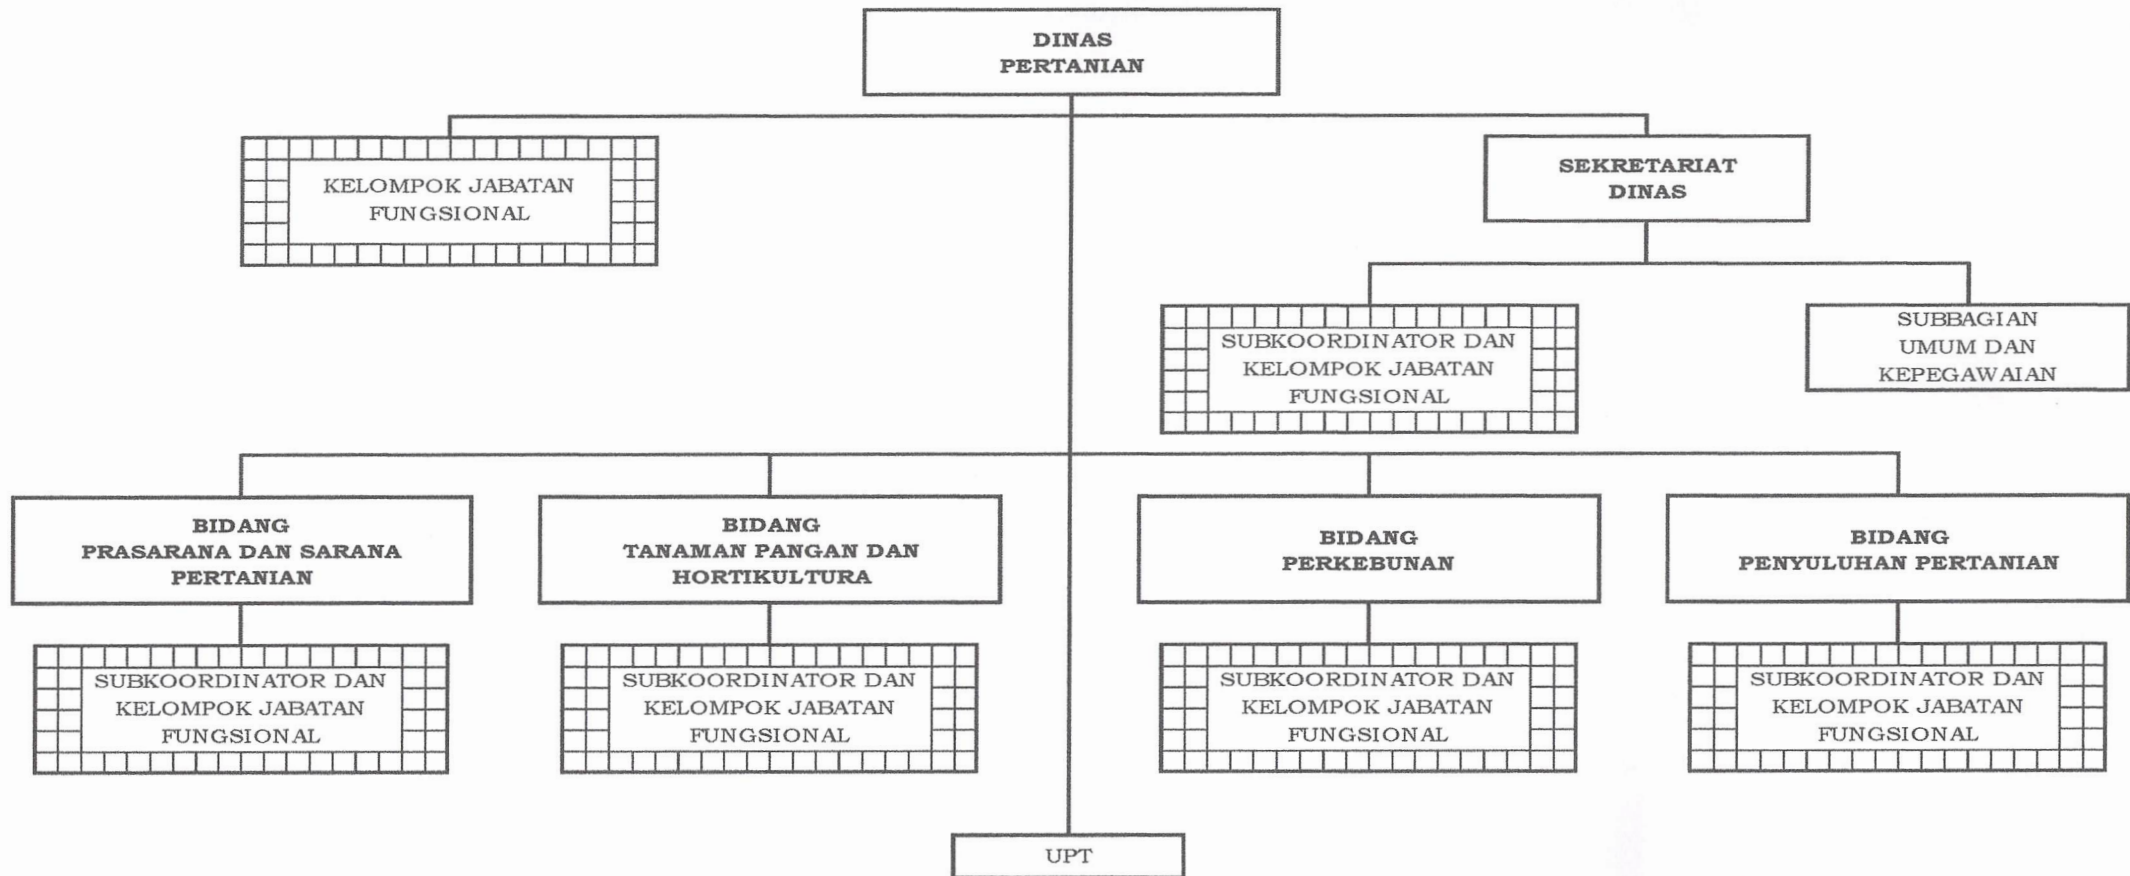 DINAS
PERTANIAN
KELOMPOK JABATAN
FUNGSIONAL
SEKRETARIAT
DINAS
SUBKOORDINATOR DAN
KELOMPOK JABATAN
FUNGSIONAL
SUBBAGIAN
UMUM DAN
KEPEGAWAIAN
BIDANG
PRASARANA DAN SARANA
PERTANIAN
BIDANG
TANAMAN PANGAN DAN
HORTIKULTURA
BIDANG
PERKEBUNAN
BIDANG
PENYULUHAN PERTANIAN
SUBKOORDINATOR DAN
KELOMPOK JABATAN
FUNGSIONAL
SUBKOORDINATOR DAN
KELOMPOK JABATAN
FUNGSIONAL
SUBKOORDINATOR DAN
KELOMPOK JABATAN
FUNGSIONAL
SUBKOORDINATOR DAN
KELOMPOK JABATAN
FUNGSIONAL
UPT